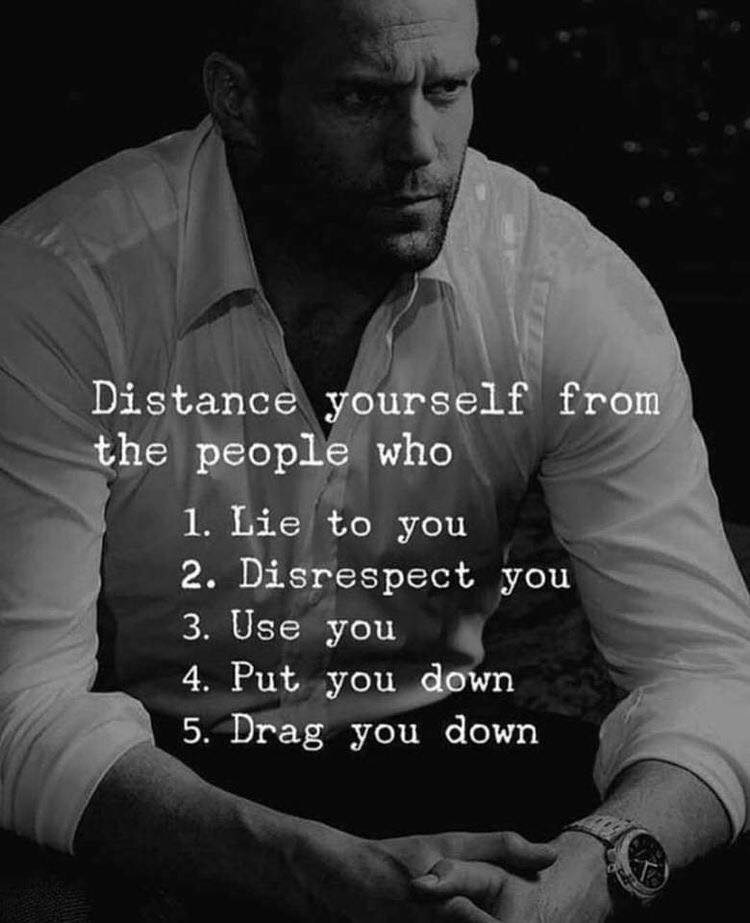 Distance yourself from
the people who
1. Lie to you
2. Disrespect you
3. Use you
4. Put you down
5. Drag you down